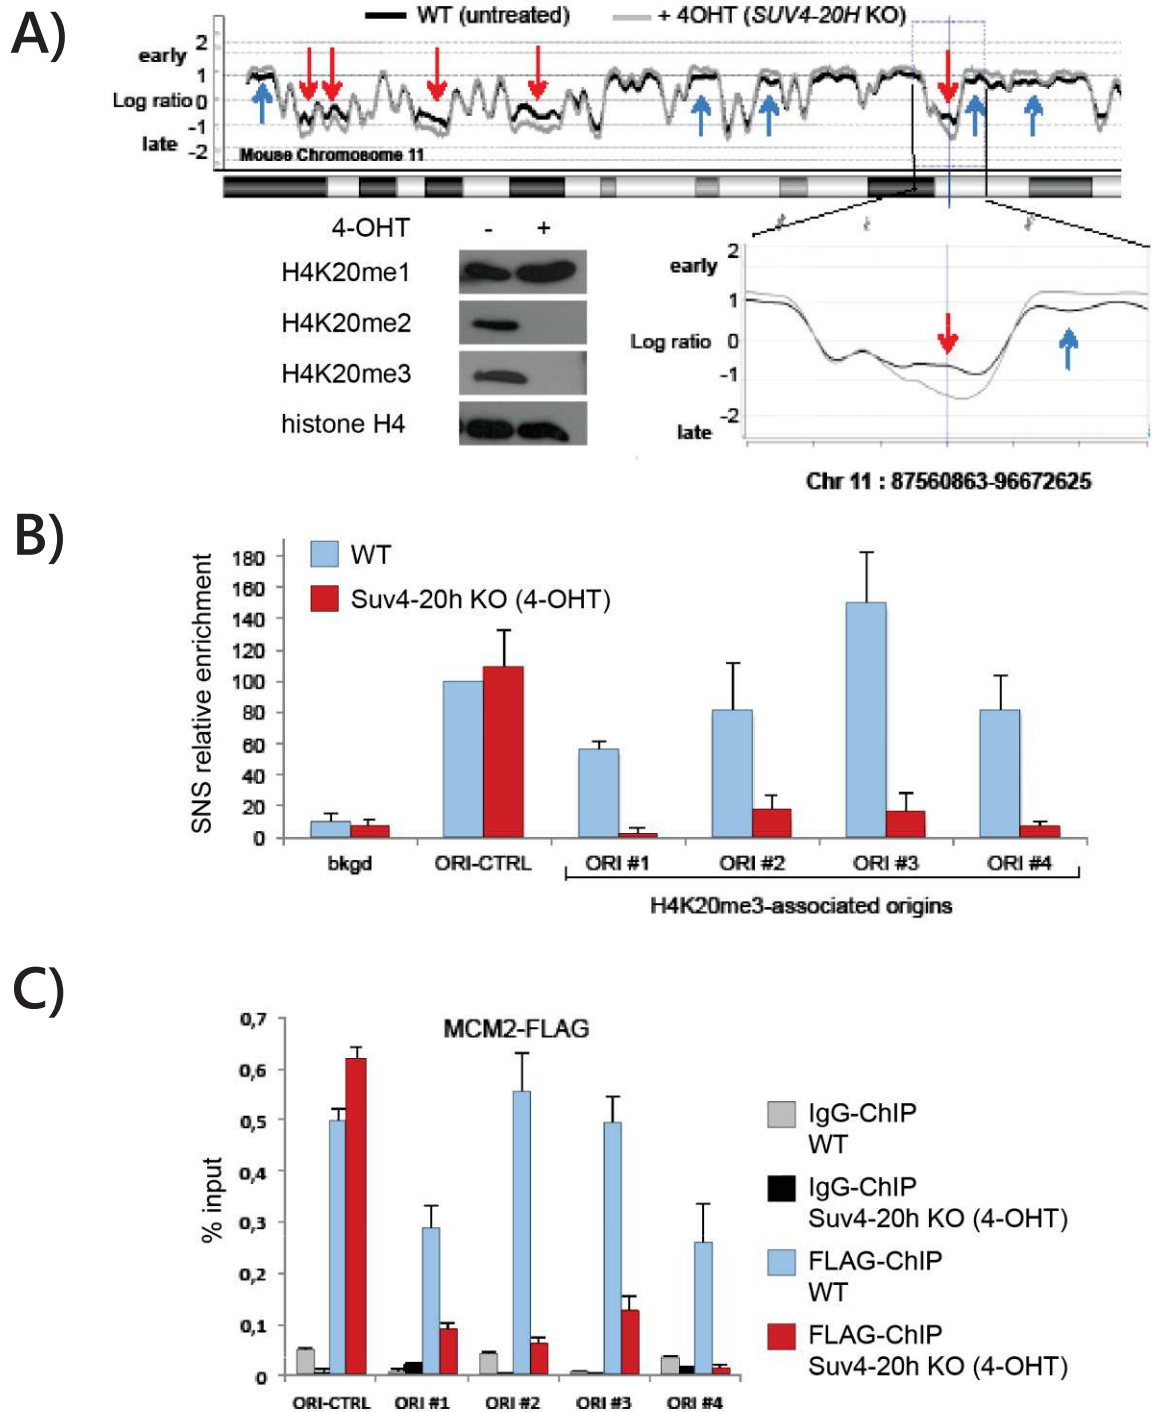 A)
WT (untreated)
+ 4OHT (SUV4-20H KO)
early
Log ratio
late
2
1
0
-1
-2
Mouse Chromosome 11
4-OHT - +
H4K20me1
H4K20me2
H4K20me3
histone H4
early
Log ratio
late
2
1
0
-1
-2
Chr 11 : 87560863-96672625
B)
SNS relative enrichment
180
160
140
120
100
80
60
40
20
0
WT
Suv4-20h KO (4-OHT)
bkgd ORI-CTRL ORI #1 ORI #2 ORI #3 ORI #4
H4K20me3-associated origins
C)
MCM2-FLAG
% input
0,7
0,6
0,5
0,4
0,3
0,2
0,1
0
ORI-CTRL ORI #1 ORI #2 ORI #3 ORI #4
IgG-ChIP
WT
IgG-ChIP
Suv4-20h KO (4-OHT)
FLAG-ChIP
WT
FLAG-ChIP
Suv4-20h KO (4-OHT)